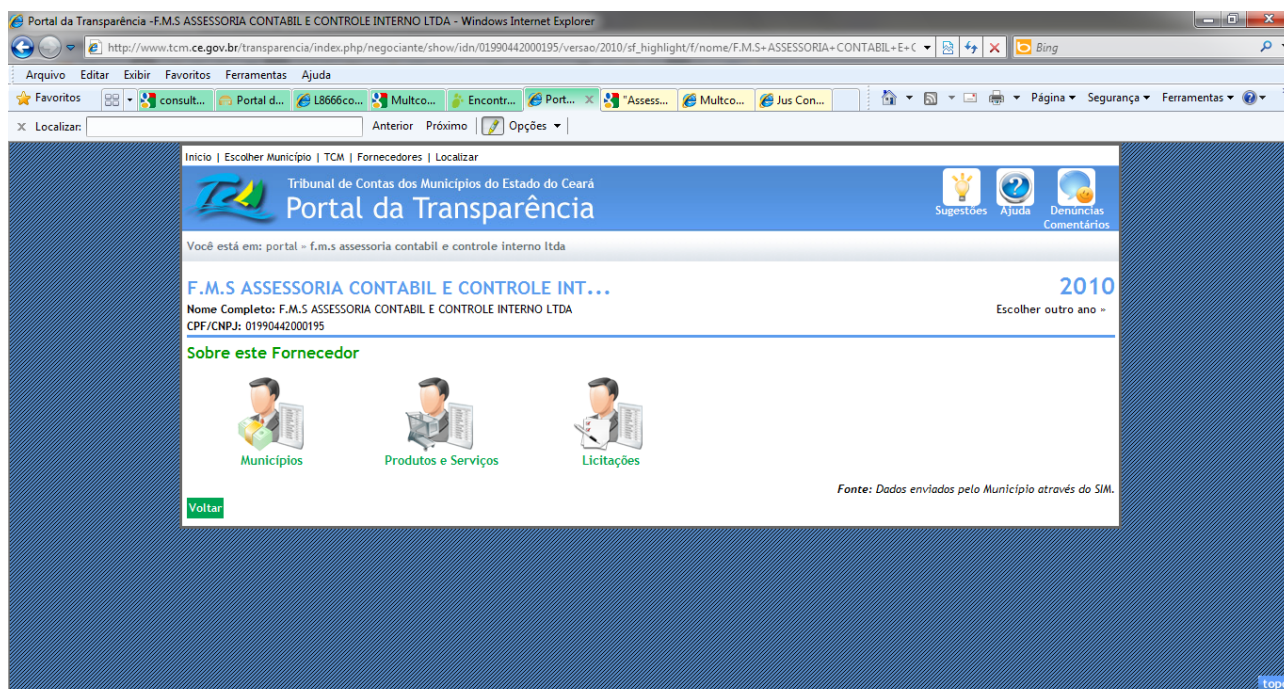 Portal da Transparência -F.M.S ASSESSORIA CONTABIL E CONTROLE INTERNO LTDA - Windows Internet Explorer
http://www.tcm.ce.gov.br/transparencia/index.php/negociante/show/idn/01990442000195/versao/2010/sf_highlight/f/nome/F.M.S+ASSESSORIA+CONTABIL+E+C
Bing
Arquivo Editar Exibir Favoritos Ferramentas Ajuda
Favoritos consult... Portal d... L8666co... Multco... Encontr... Port... X "Assess... Multco... Jus Con... Página Segurança Ferramentas
x Localizar: Anterior Próximo Opções
Início | Escolher Município | TCM | Fornecedores | Localizar
Tribunal de Contas dos Municípios do Estado do Ceará
Portal da Transparência
Sugestões Ajuda Denúncias Comentários
Você está em: portal » f.m.s assessoria contabil e controle interno ltda
F.M.S ASSESSORIA CONTABIL E CONTROLE INT... 2010
Nome Completo: F.M.S ASSESSORIA CONTABIL E CONTROLE INTERNO LTDA Escolher outro ano »
CPF/CNPJ: 01990442000195
Sobre este Fornecedor
Municípios Produtos e Serviços Licitações
Fonte: Dados enviados pelo Município através do SIM.
Voltar
topo